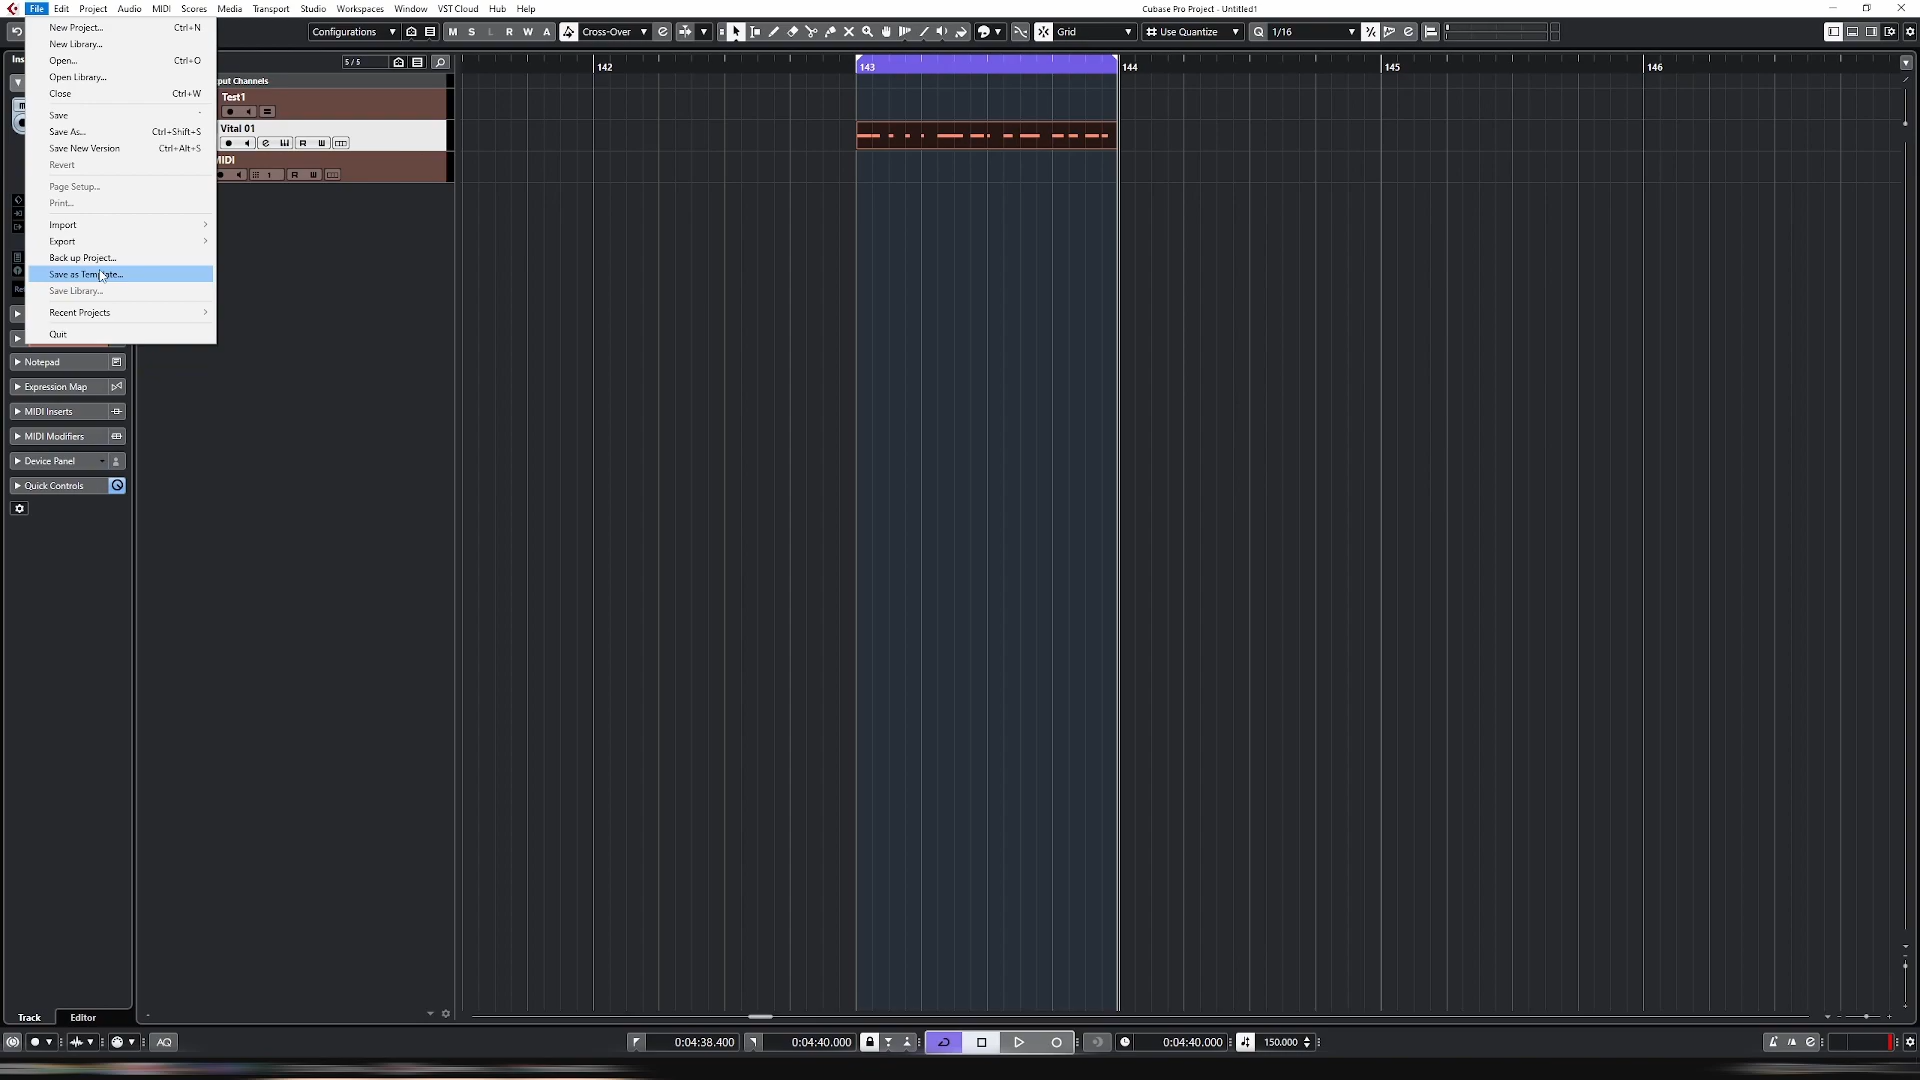 File Edit Project Audio MIDI Scores Media Transport Studio Workspaces Window VST Cloud Hub Help
Cubase Pro Project - Untitled1
Configurations M S L R W A Cross-Over Grid Use Quantize Q 1/16
New Project... Ctrl+N
New Library...
Open... Ctrl+O
Open Library...
Close Ctrl+W
Save `
Save As... Ctrl+Shift+S
Save New Version Ctrl+Alt+S
Revert
Page Setup...
Print...
Import
Export
Back up Project...
Save as Template...
Save Library...
Recent Projects
Quit
Ins
5 / 5
put Channels
Test1
Vital 01
R W
MIDI
1 R W
142 143 144 145 146
Notepad
Expression Map
MIDI Inserts
MIDI Modifiers
Device Panel
Quick Controls
Track Editor
AQ
0:04:38.400 0:04:40.000 0:04:40.000 150.000